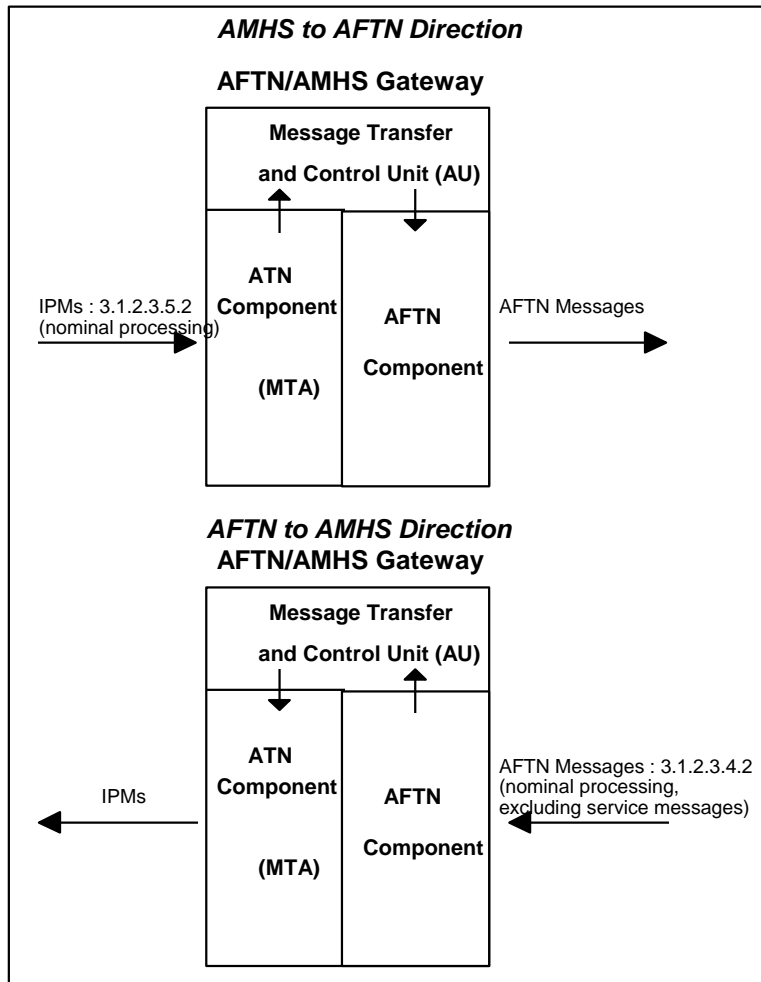 AMHS to AFTN Direction
AFTN/AMHS Gateway
Message Transfer
and Control Unit (AU)
IPMs : 3.1.2.3.5.2
(nominal processing)
ATN
Component
(MTA)
AFTN
Component
AFTN Messages
AFTN to AMHS Direction
AFTN/AMHS Gateway
Message Transfer
and Control Unit (AU)
IPMs
ATN
Component
(MTA)
AFTN
Component
AFTN Messages : 3.1.2.3.4.2
(nominal processing,
excluding service messages)